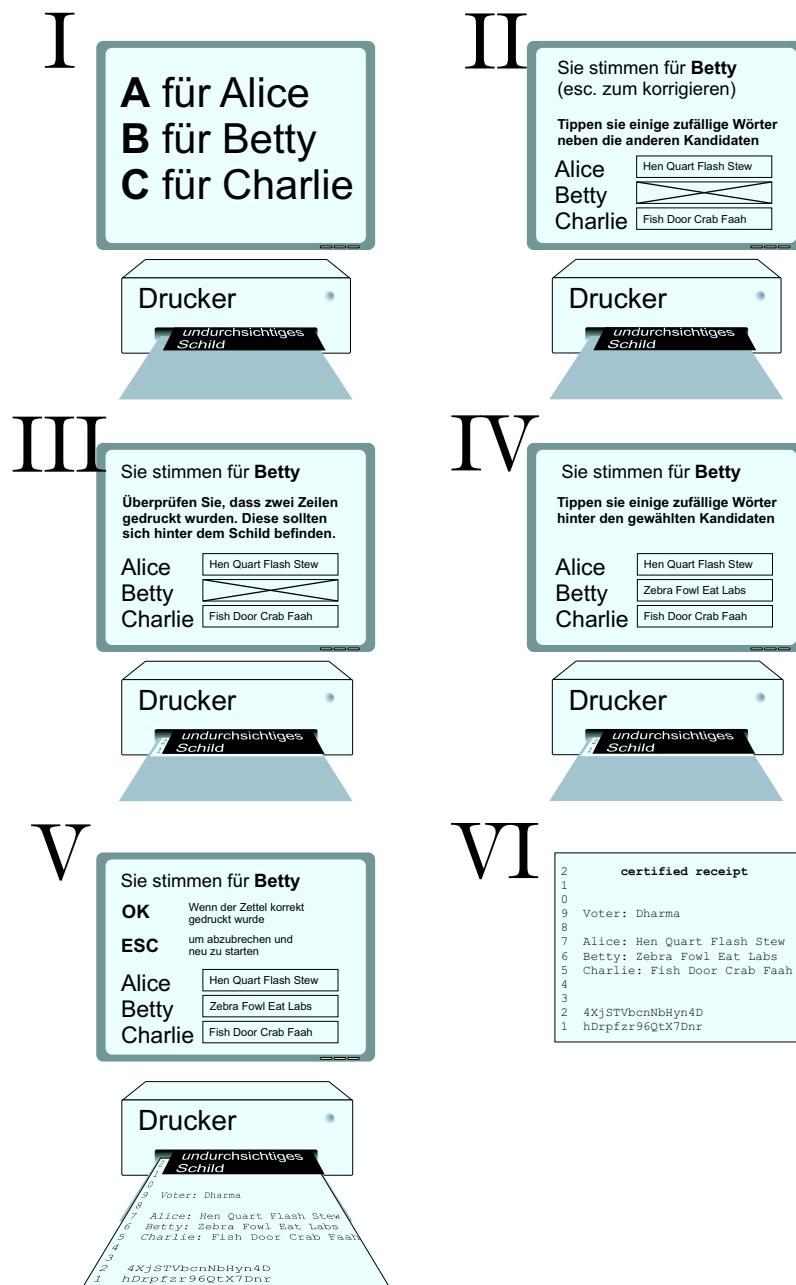 I
A für Alice
B für Betty
C für Charlie
Drucker
undurchsichtiges
Schild
II
Sie stimmen für Betty
(esc. zum korrigieren)
Tippen sie einige zufällige Wörter
neben die anderen Kandidaten
Alice Hen Quart Flash Stew
Betty
Charlie Fish Door Crab Faah
Drucker
undurchsichtiges
Schild
III
Sie stimmen für Betty
Überprüfen Sie, dass zwei Zeilen
gedruckt wurden. Diese sollten
sich hinter dem Schild befinden.
Alice Hen Quart Flash Stew
Betty
Charlie Fish Door Crab Faah
Drucker
2 undurchsichtiges
1 Schild
IV
Sie stimmen für Betty
Tippen sie einige zufällige Wörter
hinter den gewählten Kandidaten
Alice Hen Quart Flash Stew
Betty Zebra Fowl Eat Labs
Charlie Fish Door Crab Faah
Drucker
2 undurchsichtiges
1 Schild
V
Sie stimmen für Betty
OK Wenn der Zettel korrekt
gedruckt wurde
ESC um abzubrechen und
neu zu starten
Alice Hen Quart Flash Stew
Betty Zebra Fowl Eat Labs
Charlie Fish Door Crab Faah
Drucker
2 undurchsichtiges
1 Schild
0
9 Voter: Dharma
8
7 Alice: Hen Quart Flash Stew
6 Betty: Zebra Fowl Eat Labs
5 Charlie: Fish Door Crab Faah
4
3
2 4XjSTVbcnNbHyn4D
1 hDrpfzr96QtX7Dnr
VI
2 certified receipt
1
0
9 Voter: Dharma
8
7 Alice: Hen Quart Flash Stew
6 Betty: Zebra Fowl Eat Labs
5 Charlie: Fish Door Crab Faah
4
3
2 4XjSTVbcnNbHyn4D
1 hDrpfzr96QtX7Dnr